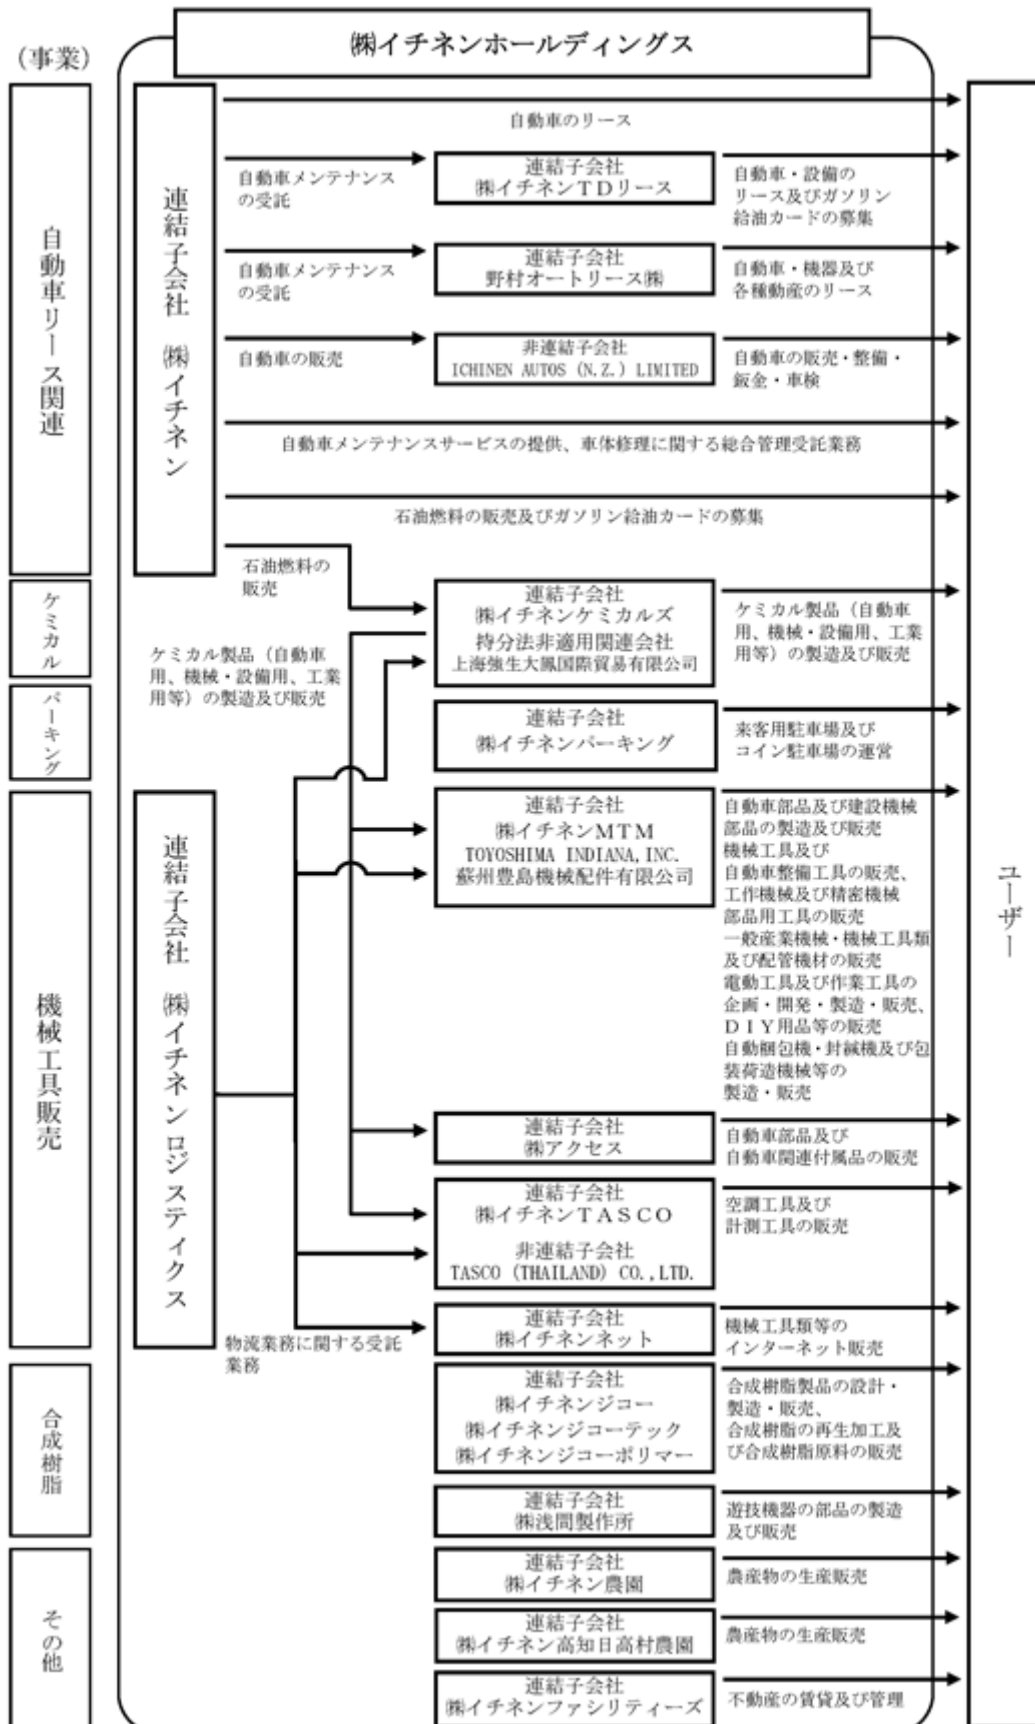 ㈱イチネンホールディングス
(事業)
自動車リース関連
連結子会社 ㈱イチネン
自動車のリース
自動車メンテナンス
の受託
連結子会社
㈱イチネンTDリース
自動車・設備の
リース及びガソリン
給油カードの募集
自動車メンテナンス
の受託
連結子会社
野村オートリース㈱
自動車・機器及び
各種動産のリース
自動車の販売
非連結子会社
ICHINEN AUTOS (N.Z.) LIMITED
自動車の販売・整備・
鈑金・車検
自動車メンテナンスサービスの提供、車体修理に関する総合管理受託業務
石油燃料の販売及びガソリン給油カードの募集
石油燃料の
販売
ケミカル
連結子会社
㈱イチネンケミカルズ
持分法非適用関連会社
上海強生大鳳国際貿易有限公司
ケミカル製品(自動車
用、機械・設備用、工業
用等)の製造及び販売
ケミカル製品(自動車
用、機械・設備用、工業
用等)の製造及び販売
パーキング
連結子会社
㈱イチネンパーキング
来客用駐車場及び
コイン駐車場の運営
機械工具販売
連結子会社 ㈱イチネンロジスティクス
連結子会社
㈱イチネンMTM
TOYOSHIMA INDIANA, INC.
蘇州豊島機械配件有限公司
自動車部品及び建設機械
部品の製造及び販売
機械工具及び
自動車整備工具の販売、
工作機械及び精密機械
部品用工具の販売
一般産業機械・機械工具類
及び配管機材の販売
電動工具及び作業工具の
企画・開発・製造・販売、
DIY用品等の販売
自動梱包機・封緘機及び包
装荷造機械等の
製造・販売
連結子会社
㈱アクセス
自動車部品及び
自動車関連付属品の販売
連結子会社
㈱イチネンTASCO
非連結子会社
TASCO (THAILAND) CO.,LTD.
空調工具及び
計測工具の販売
物流業務に関する受託
業務
連結子会社
㈱イチネンネット
機械工具類等の
インターネット販売
合成樹脂
連結子会社
㈱イチネンジコー
㈱イチネンジコーテック
㈱イチネンジコーポリマー
合成樹脂製品の設計・
製造・販売、
合成樹脂の再生加工及
び合成樹脂原料の販売
連結子会社
㈱浅間製作所
遊技機器の部品の製造
及び販売
その他
連結子会社
㈱イチネン農園
農産物の生産販売
連結子会社
㈱イチネン高知日高村農園
農産物の生産販売
連結子会社
㈱イチネンファシリティーズ
不動産の賃貸及び管理
ユーザー